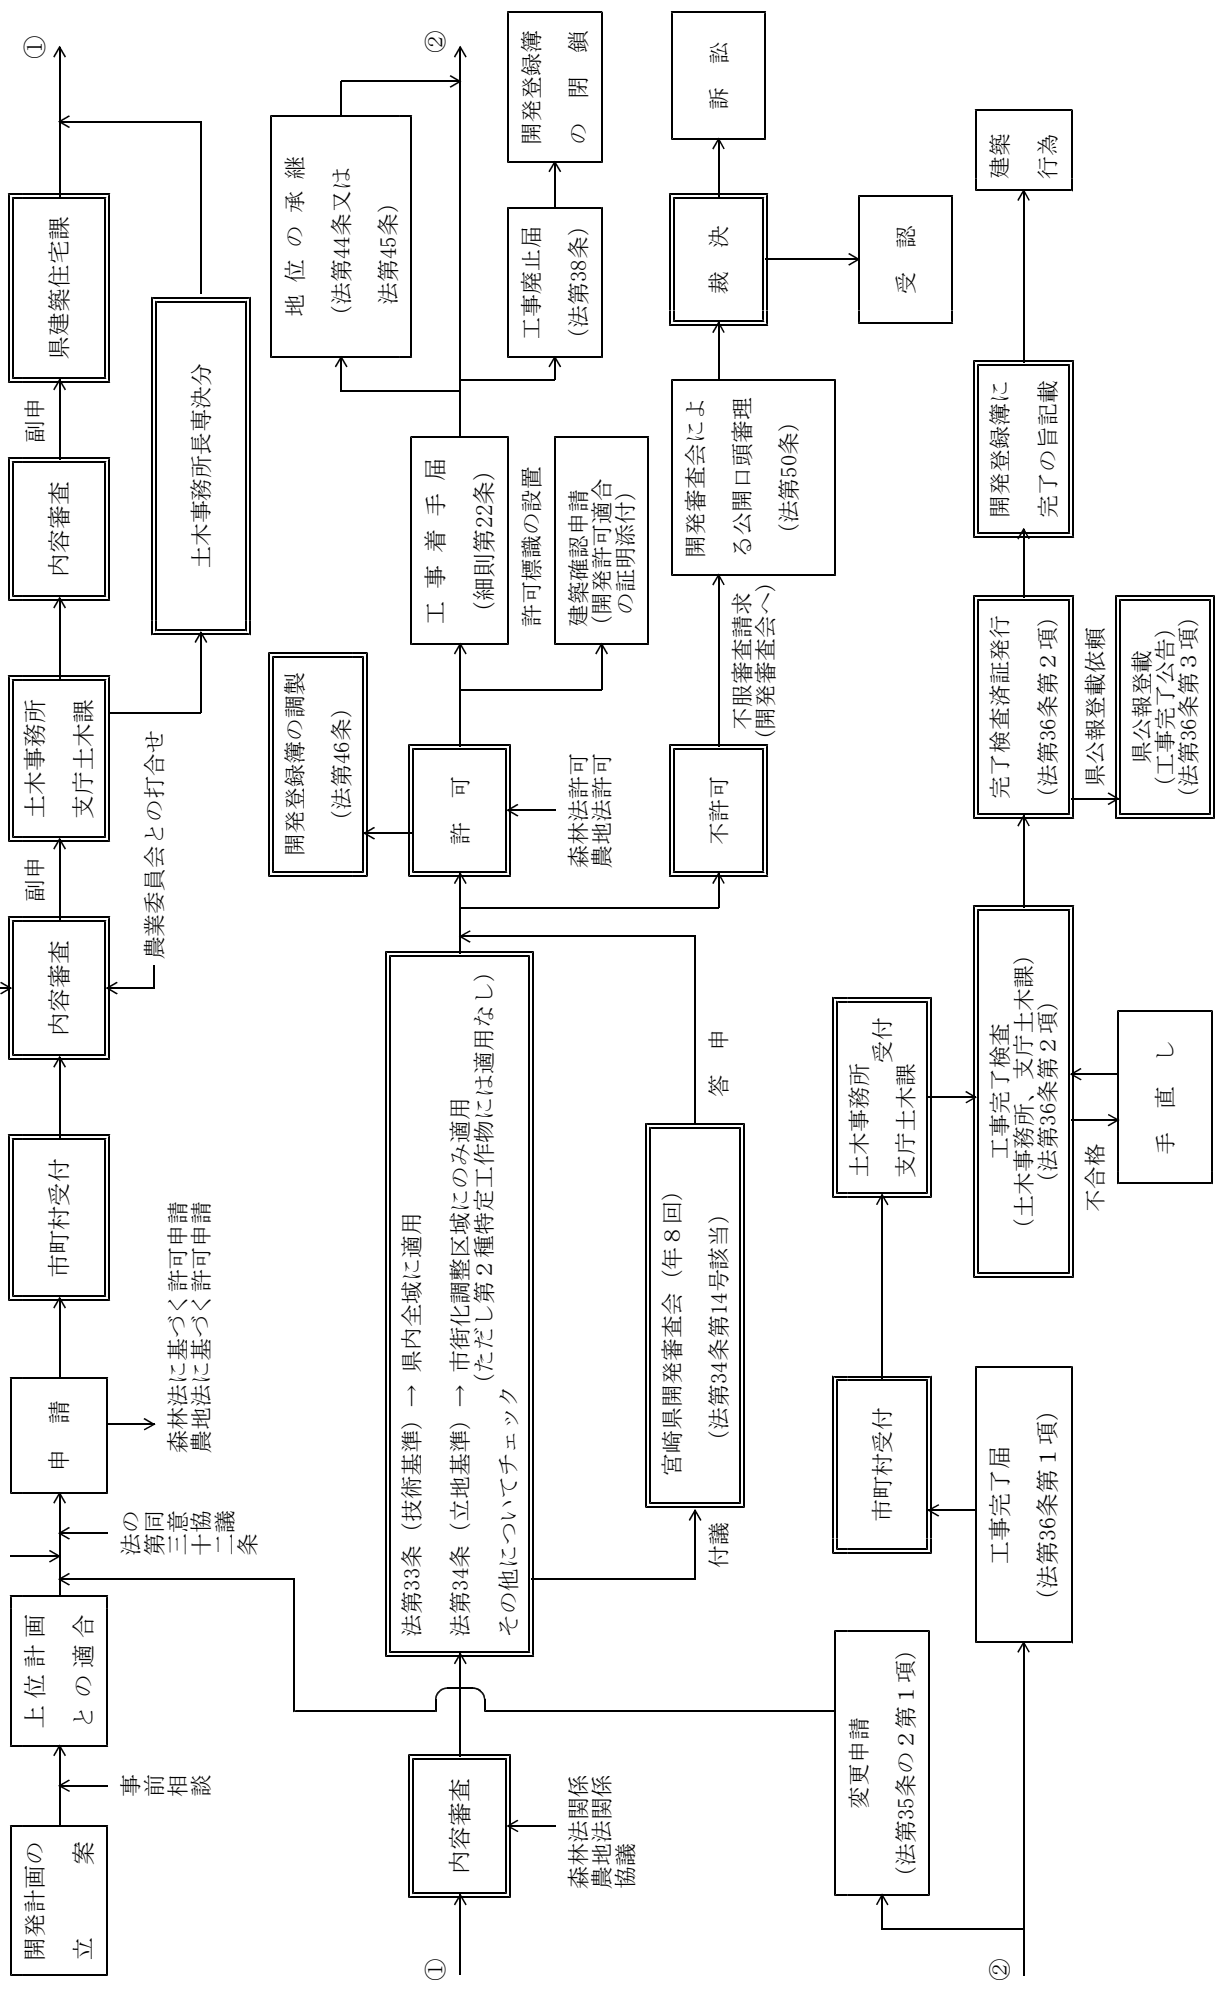 開発計画の
立案
事前相談
上位計画
との適合
法の
第同
三意
十協
二議
条
申請
森林法に基づく許可申請
農地法に基づく許可申請
市町村受付
内容審査
農業委員会との打合せ
副申
土木事務所
支庁土木課
内容審査
副申
県建築住宅課
土木事務所長専決分
①
①
内容審査
森林法関係
農地法関係
協議
法第33条（技術基準）→ 県内全域に適用
法第34条（立地基準）→ 市街化調整区域にのみ適用
(ただし第２種特定工作物には適用なし)
その他についてチェック
付議
宮崎県開発審査会（年８回）
(法第34条第14号該当)
答申
許可
森林法許可
農地法許可
開発登録簿の調製
(法第46条)
工事着手届
(細則第22条)
許可標識の設置
建築確認申請
(開発許可適合
の証明添付)
地位の承継
(法第44条又は
法第45条)
工事廃止届
(法第38条)
開発登録簿
の閉鎖
②
不許可
不服審査請求
(開発審査会へ)
開発審査会によ
る公開口頭審理
(法第50条)
裁決
訴訟
受認
②
変更申請
(法第35条の２第１項)
工事完了届
(法第36条第１項)
市町村受付
土木事務所
受付
支庁土木課
工事完了検査
(土木事務所、支庁土木課)
(法第36条第２項)
不合格
手直し
完了検査済証発行
(法第36条第２項)
県公報登載依頼
県公報登載
(工事完了公告)
(法第36条第３項)
開発登録簿に
完了の旨記載
建築
行為